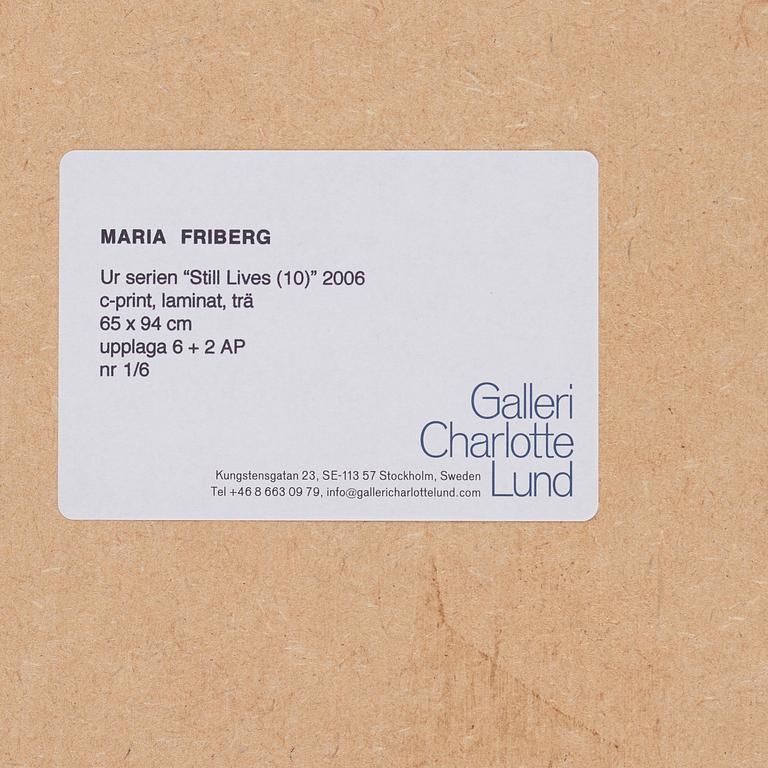 MARIA FRIBERG
Ur serien “Still Lives (10)” 2006
c-print, laminat, trä
65 x 94 cm
upplaga 6 + 2 AP
nr 1/6
Galleri
Charlotte
Lund
Kungstensgatan 23, SE-113 57 Stockholm, Sweden
Tel +46 8 663 09 79, info@gallericharlottelund.com